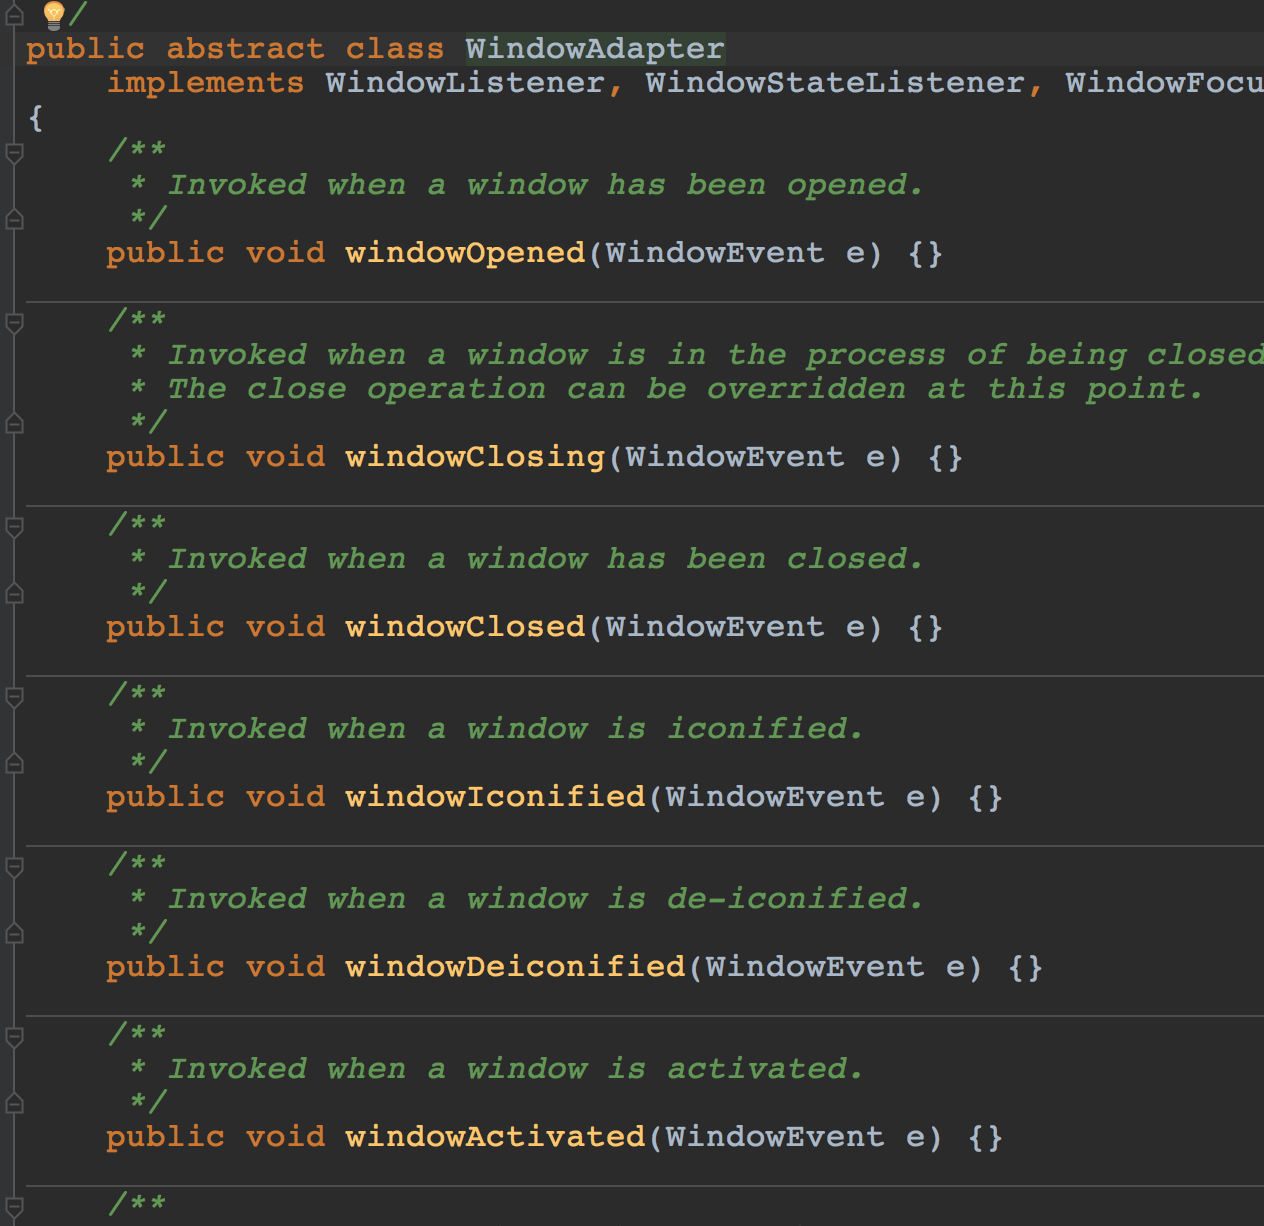 /
public abstract class WindowAdapter
    implements WindowListener, WindowStateListener, WindowFocu
{
    /**
     * Invoked when a window has been opened.
     */
    public void windowOpened(WindowEvent e) {}
    /**
     * Invoked when a window is in the process of being closed
     * The close operation can be overridden at this point.
     */
    public void windowClosing(WindowEvent e) {}
    /**
     * Invoked when a window has been closed.
     */
    public void windowClosed(WindowEvent e) {}
    /**
     * Invoked when a window is iconified.
     */
    public void windowIconified(WindowEvent e) {}
    /**
     * Invoked when a window is de-iconified.
     */
    public void windowDeiconified(WindowEvent e) {}
    /**
     * Invoked when a window is activated.
     */
    public void windowActivated(WindowEvent e) {}
    /**